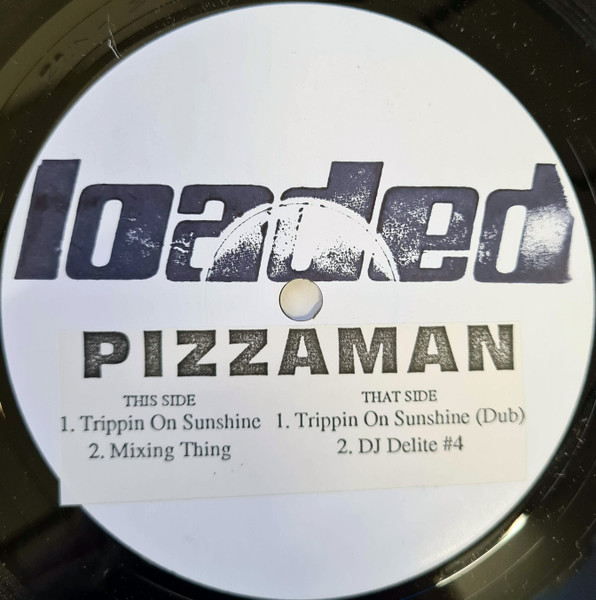 loaded
PIZZAMAN
THIS SIDE
1. Trippin On Sunshine
2. Mixing Thing
THAT SIDE
1. Trippin On Sunshine (Dub)
2. DJ Delite #4